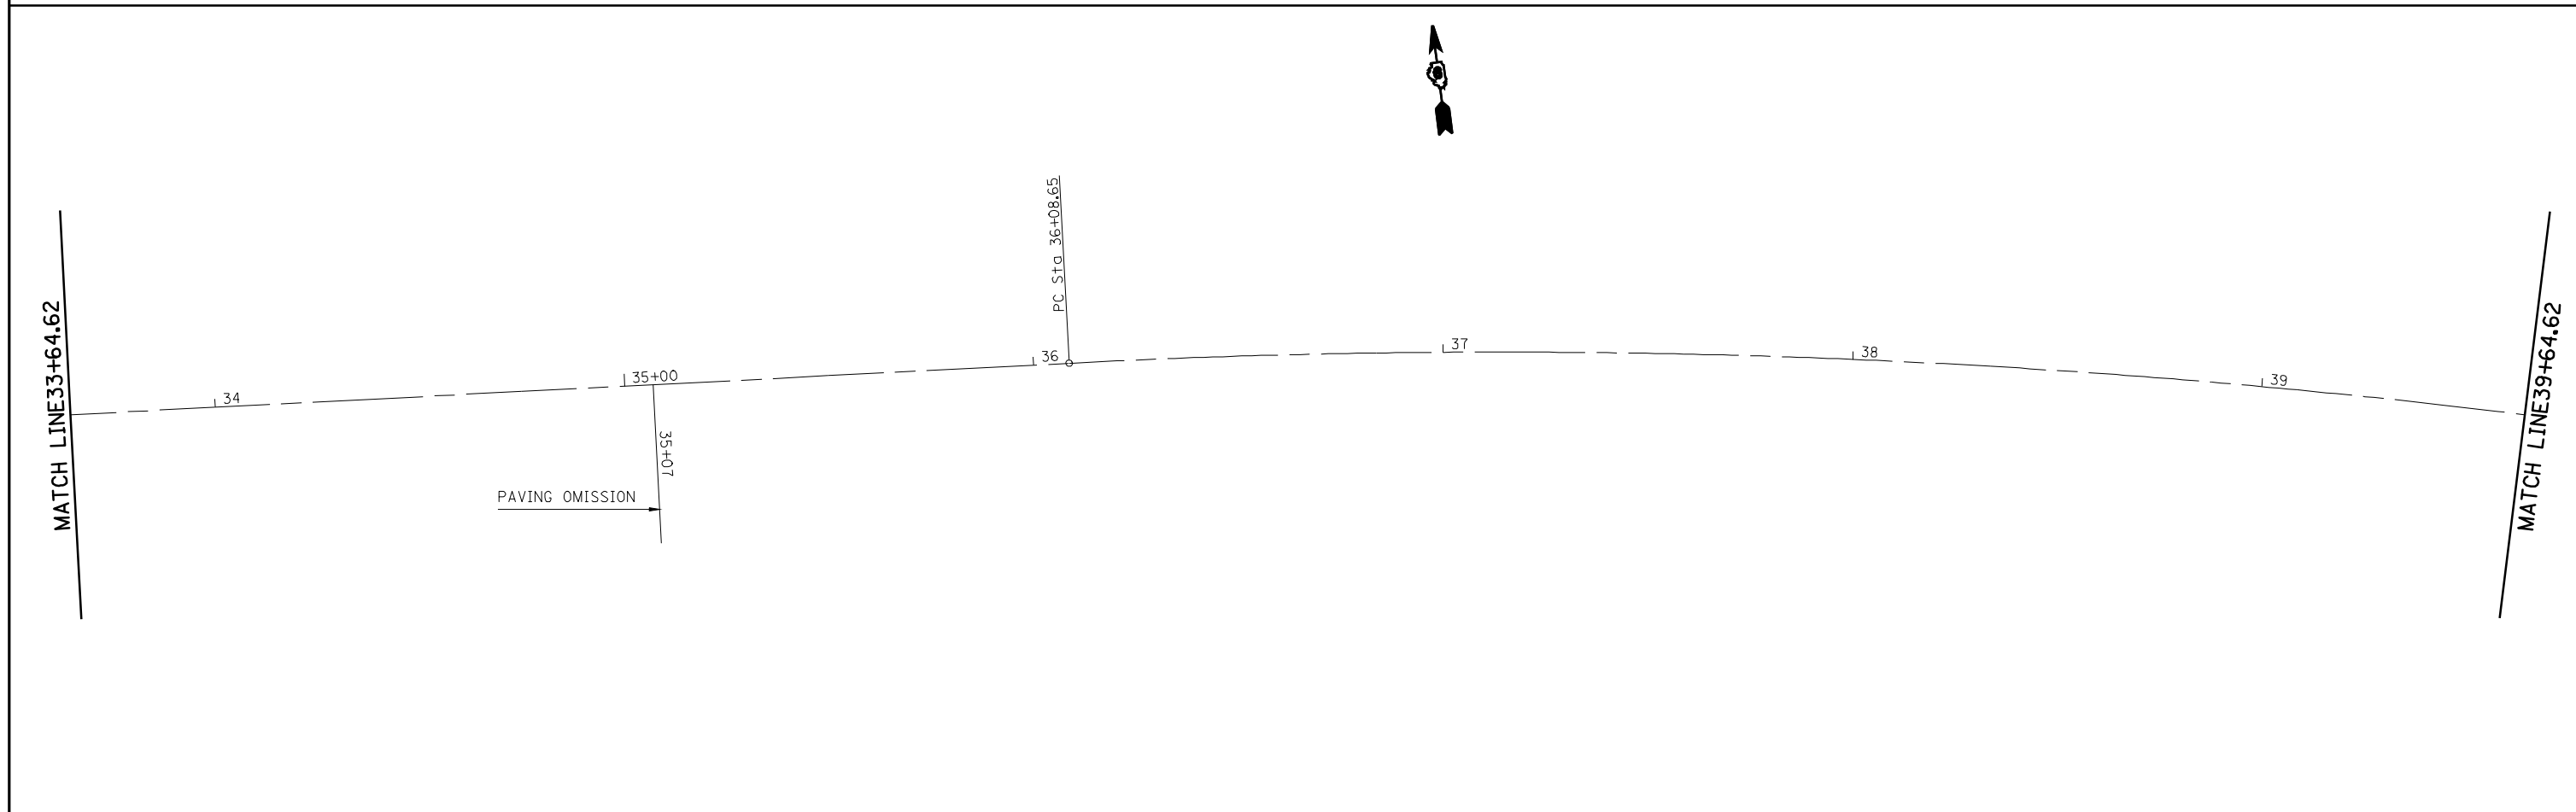 MATCH LINE33+64.62
34
35+00
35+07
PAVING OMISSION
36
PC Sta 36+08.65
37
38
39
MATCH LINE39+64.62